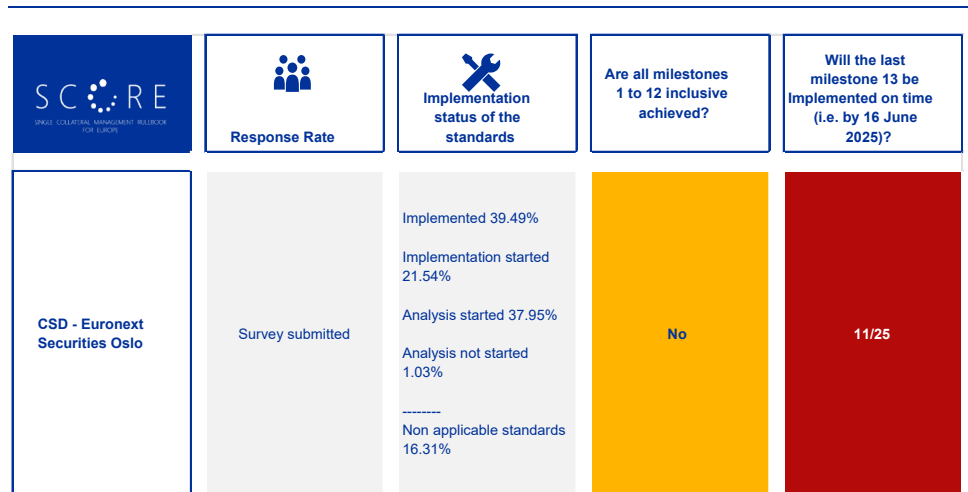 SCORE
SINGLE COLLATERAL MANAGEMENT RULEBOOK
FOR EUROPE
Response Rate
Implementation
status of the
standards
Are all milestones
1 to 12 inclusive
achieved?
Will the last
milestone 13 be
Implemented on time
(i.e. by 16 June
2025)?
CSD - Euronext
Securities Oslo
Survey submitted
Implemented 39.49%
Implementation started
21.54%
Analysis started 37.95%
Analysis not started
1.03%
--------
Non applicable standards
16.31%
No
11/25